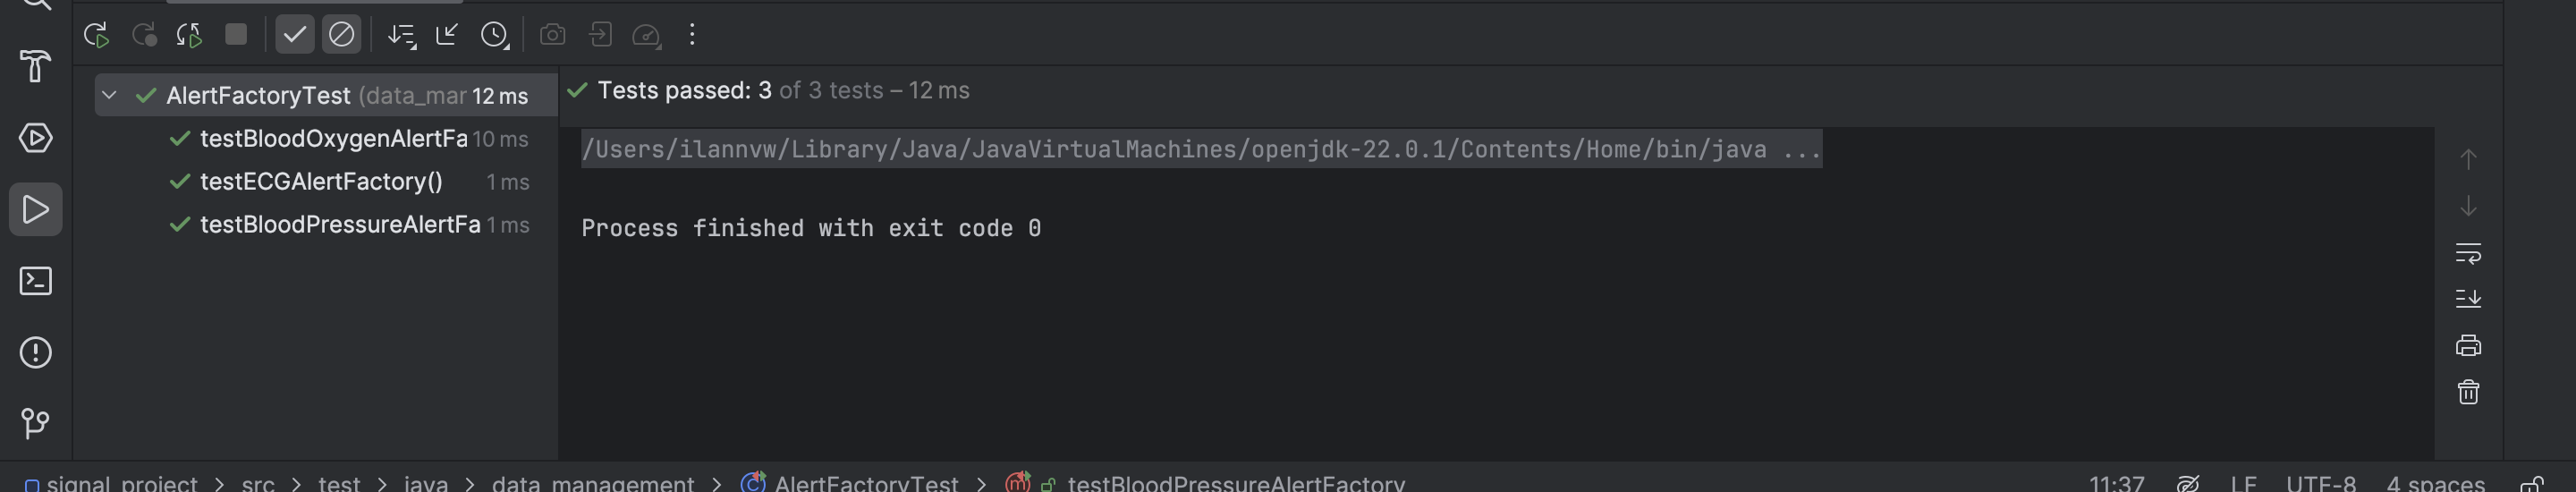 AlertFactoryTest (data_mar 12 ms
testBloodOxygenAlertFa 10 ms
testECGAlertFactory() 1 ms
testBloodPressureAlertFa 1 ms
Tests passed: 3 of 3 tests – 12 ms
/Users/ilannvw/Library/Java/JavaVirtualMachines/openjdk-22.0.1/Contents/Home/bin/java ...
Process finished with exit code 0
signal_project > src > test > java > data_management > AlertFactoryTest > testBloodPressureAlertFactory 11:37 LF UTF-8 4 spaces